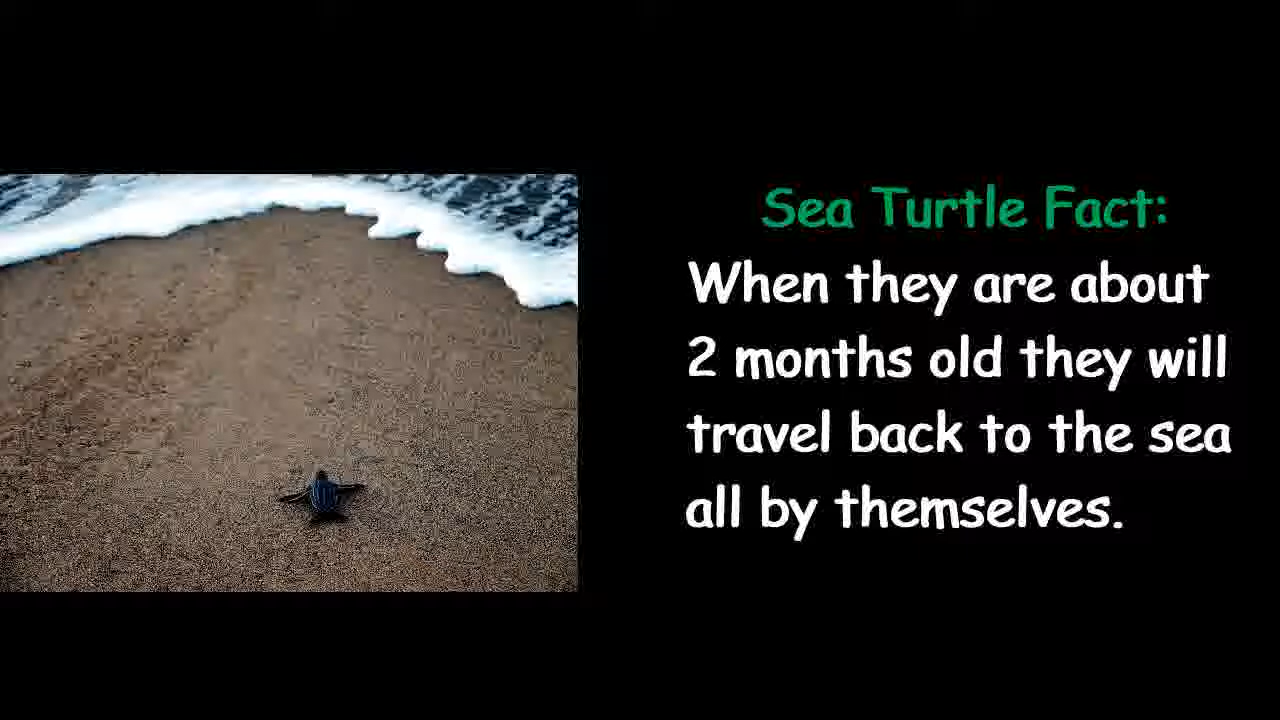 Sea Turtle Fact:
When they are about
2 months old they will
travel back to the sea
all by themselves.